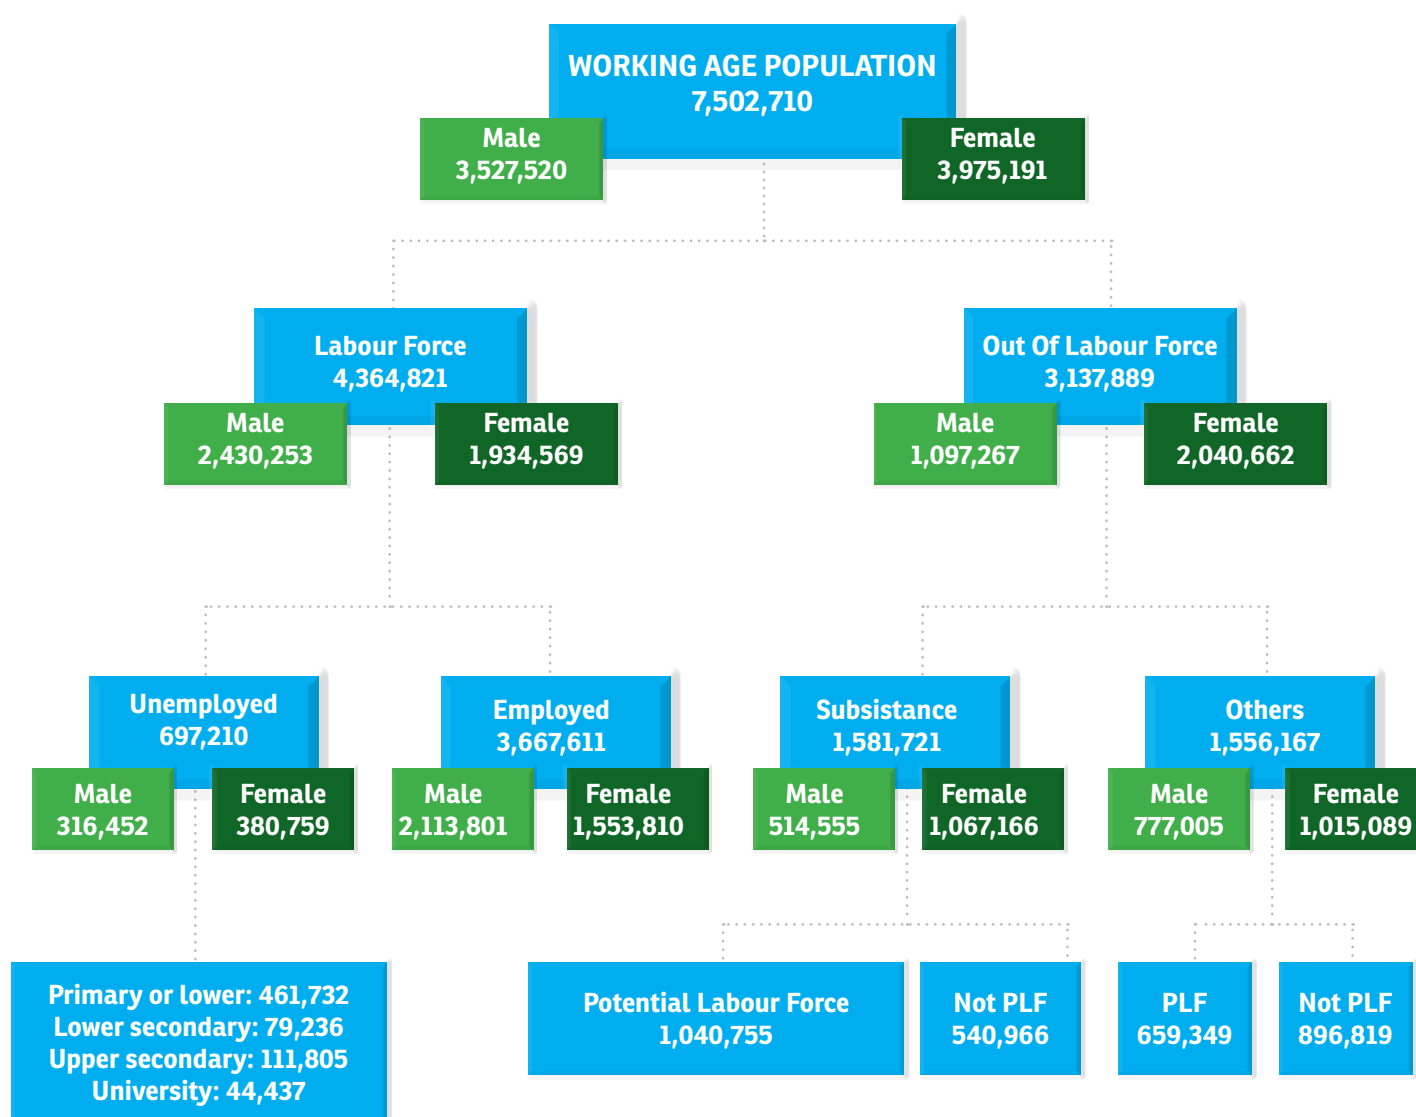 WORKING AGE POPULATION
7,502,710
Male
3,527,520
Female
3,975,191
Labour Force
4,364,821
Male
2,430,253
Female
1,934,569
Out Of Labour Force
3,137,889
Male
1,097,267
Female
2,040,662
Unemployed
697,210
Male
316,452
Female
380,759
Employed
3,667,611
Male
2,113,801
Female
1,553,810
Subsistance
1,581,721
Male
514,555
Female
1,067,166
Others
1,556,167
Male
777,005
Female
1,015,089
Primary or lower: 461,732
Lower secondary: 79,236
Upper secondary: 111,805
University: 44,437
Potential Labour Force
1,040,755
Not PLF
540,966
PLF
659,349
Not PLF
896,819